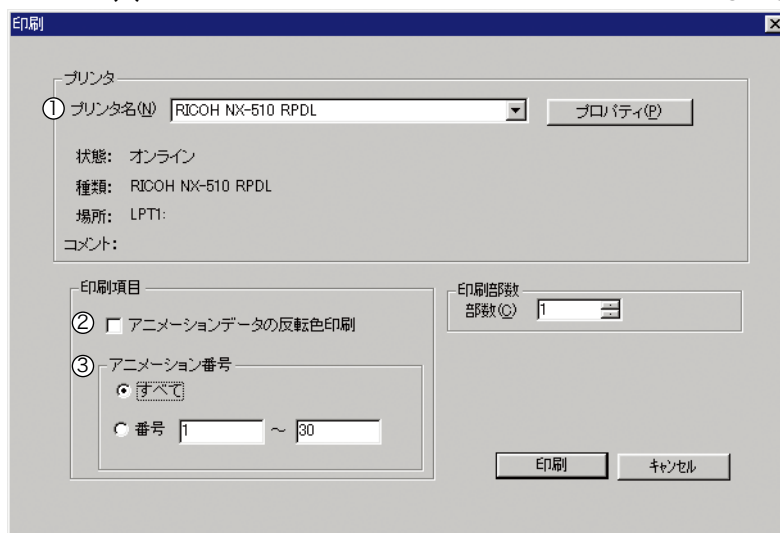 印刷
プリンタ
① プリンタ名(N) RICOH NX-510 RPDL プロパティ(P)
状態: オンライン
種類: RICOH NX-510 RPDL
場所: LPT1:
コメント:
印刷項目
② アニメーションデータの反転色印刷
③ アニメーション番号
すべて
番号 1 ～ 30
印刷部数
部数(C) 1
印刷 キャンセル